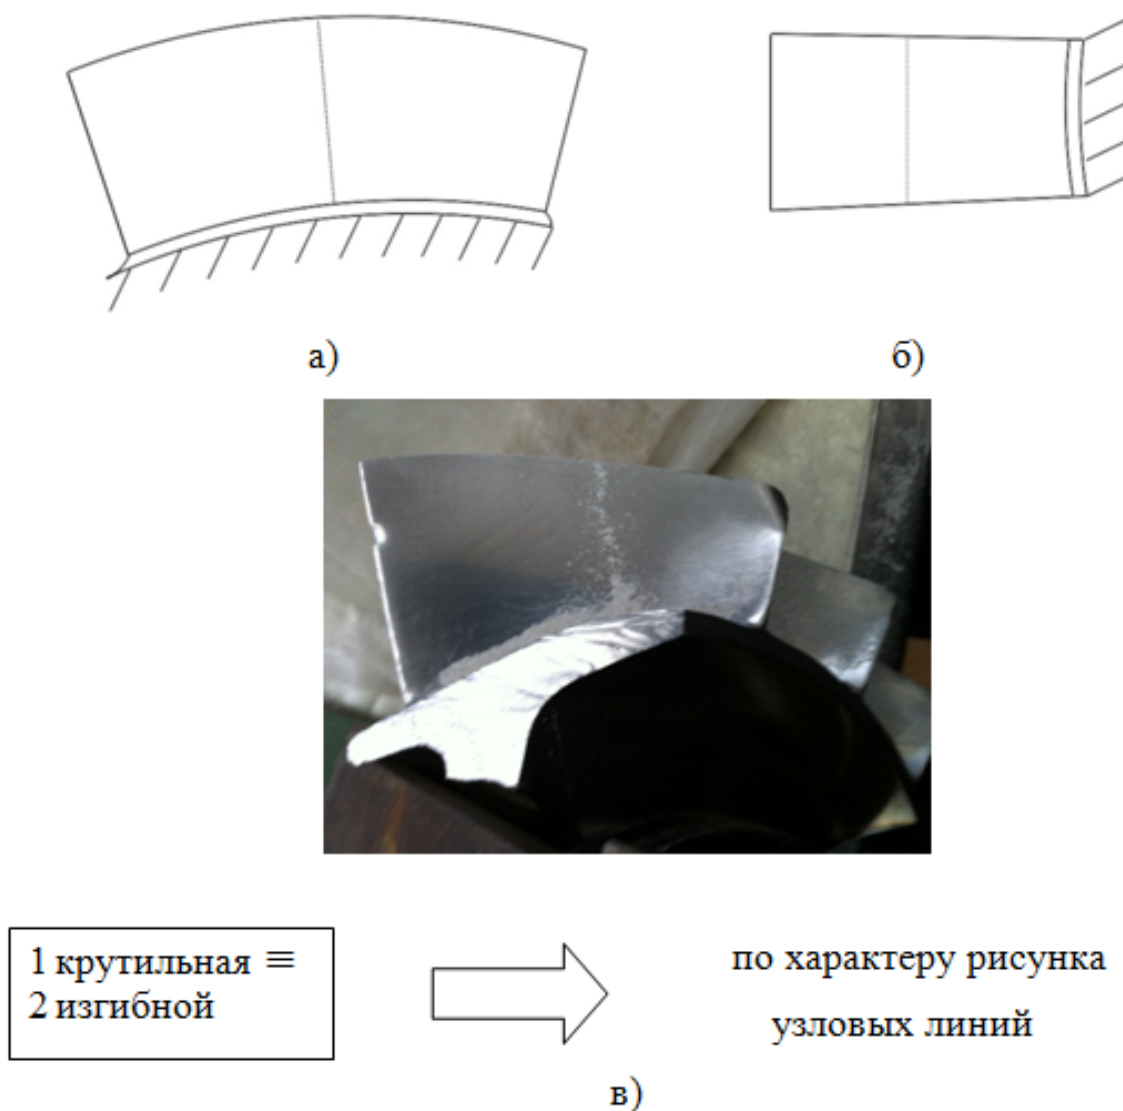 а)
б)
1 крутильная ≡
2 изгибной
по характеру рисунка
узловых линий
в)